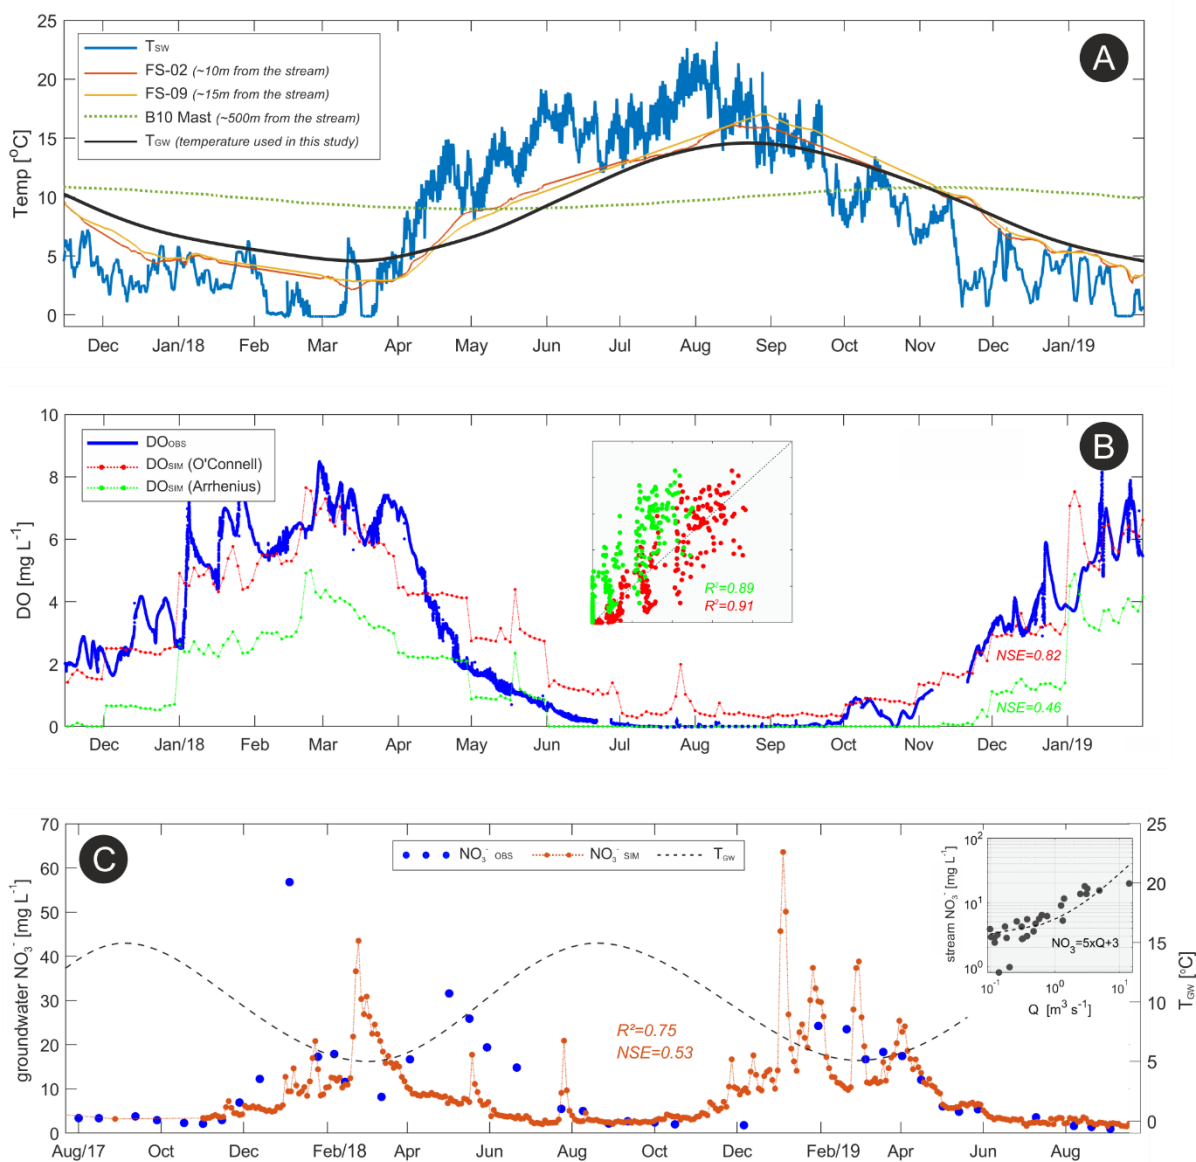 A
Temp [°C]
25
20
15
10
5
0
T_SW
FS-02 (~10m from the stream)
FS-09 (~15m from the stream)
B10 Mast (~500m from the stream)
T_GW (temperature used in this study)
Dec Jan/18 Feb Mar Apr May Jun Jul Aug Sep Oct Nov Dec Jan/19
B
DO [mg L⁻¹]
10
8
6
4
2
0
DO_OBS
DO_SIM (O'Connell)
DO_SIM (Arrhenius)
R²=0.89
R²=0.91
NSE=0.82
NSE=0.46
Dec Jan/18 Feb Mar Apr May Jun Jul Aug Sep Oct Nov Dec Jan/19
C
groundwater NO₃⁻ [mg L⁻¹]
70
60
50
40
30
20
10
0
NO₃⁻ OBS NO₃⁻ SIM T_GW
R²=0.75
NSE=0.53
stream NO₃⁻ [mg L⁻¹]
10²
10¹
10⁰
NO₃=5xQ+3
10⁻¹ 10⁰ 10¹
Q [m³ s⁻¹]
25
20
15
10
5
0
T_GW [°C]
Aug/17 Oct Dec Feb/18 Apr Jun Aug Oct Dec Feb/19 Apr Jun Aug